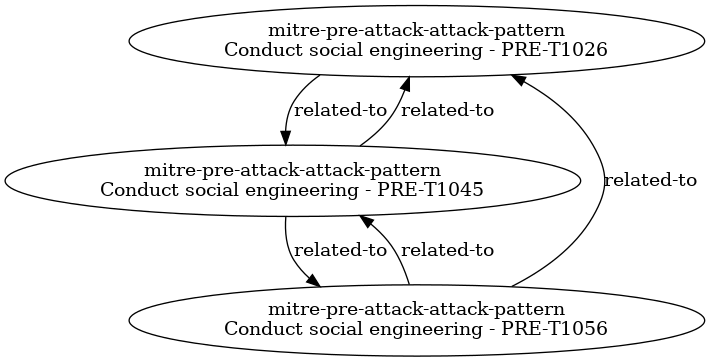 mitre-pre-attack-attack-pattern
Conduct social engineering - PRE-T1026
related-to
related-to
mitre-pre-attack-attack-pattern
Conduct social engineering - PRE-T1045
related-to
related-to
related-to
mitre-pre-attack-attack-pattern
Conduct social engineering - PRE-T1056